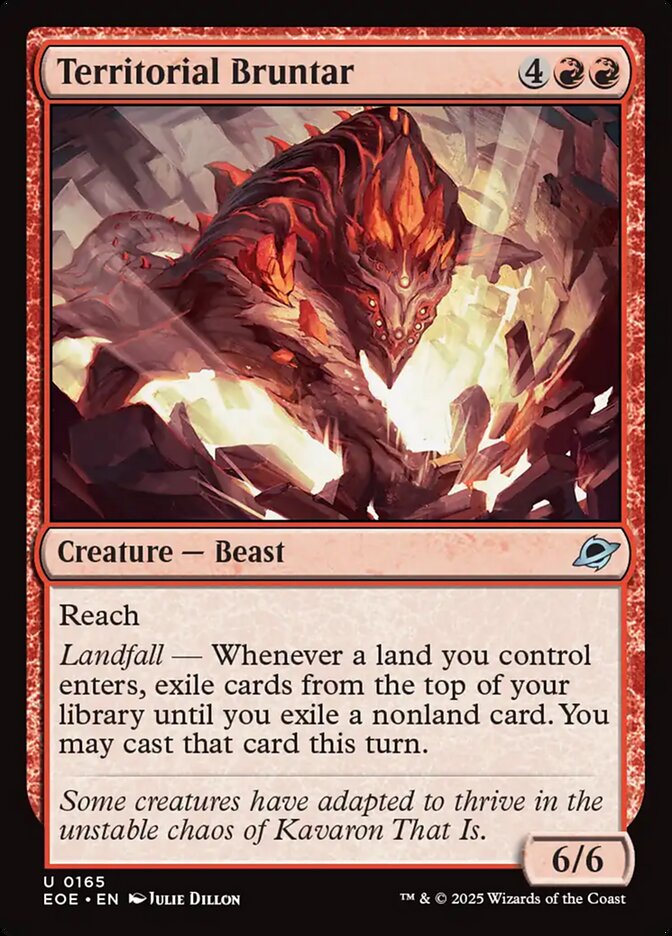 Territorial Bruntar 4
Creature — Beast
Reach
Landfall — Whenever a land you control
enters, exile cards from the top of your
library until you exile a nonland card. You
may cast that card this turn.
Some creatures have adapted to thrive in the
unstable chaos of Kavaron That Is.
6/6
U 0165
EOE • EN Julie Dillon
™ & © 2025 Wizards of the Coast